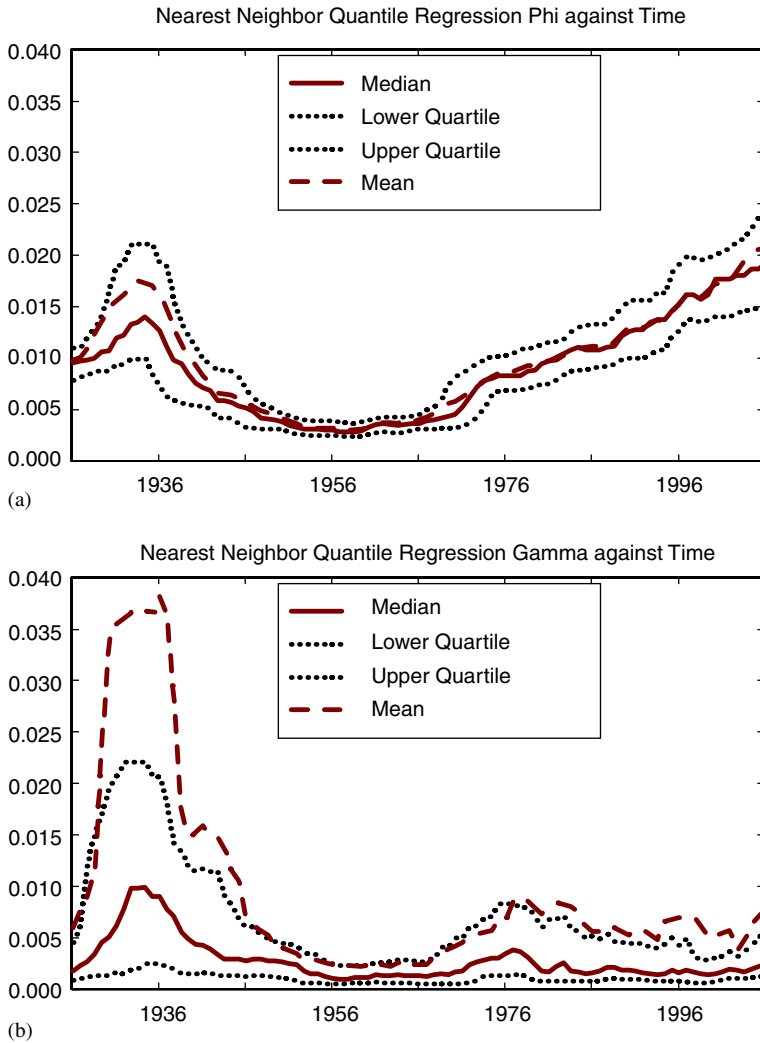 Nearest Neighbor Quantile Regression Phi against Time
0.040
0.035
0.030
0.025
0.020
0.015
0.010
0.005
0.000
Median
Lower Quartile
Upper Quartile
Mean
1936
1956
1976
1996
(a)
Nearest Neighbor Quantile Regression Gamma against Time
0.040
0.035
0.030
0.025
0.020
0.015
0.010
0.005
0.000
Median
Lower Quartile
Upper Quartile
Mean
1936
1956
1976
1996
(b)